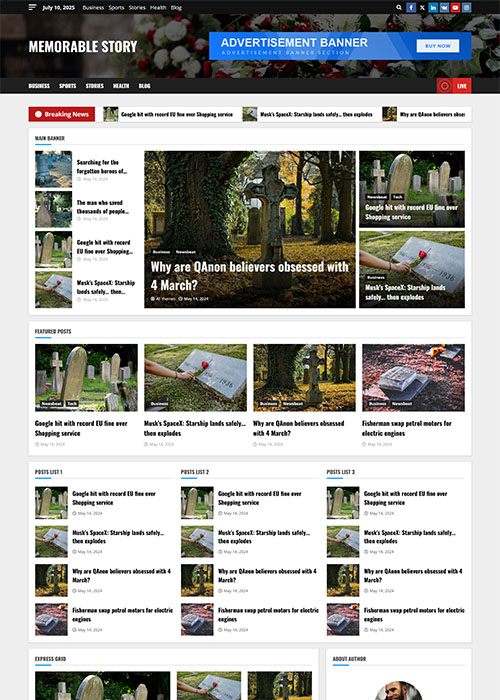 July 10, 2025 Business Sports Stories Health Blog
MEMORABLE STORY
ADVERTISEMENT BANNER
ADVERTISEMENT BANNER SECTION
BUY NOW
BUSINESS SPORTS STORIES HEALTH BLOG LIVE
Breaking News
Google hit with record EU fine over Shopping service
Musk's SpaceX: Starship lands safely... then explodes
Why are QAnon believers obsess
MAIN BANNER
Searching for the
forgotten heroes of...
May 14, 2024
The man who saved
thousands of people...
May 14, 2024
Google hit with record
EU fine over Shopping...
May 14, 2024
Musk's SpaceX: Starship
lands safely... then...
May 14, 2024
Business Newsbeat
Why are QAnon believers obsessed with
4 March?
AF themes May 14, 2024
Newsbeat Tech
Google hit with record EU fine over
Shopping service
Business
Musk's SpaceX: Starship lands
safely... then explodes
FEATURED POSTS
Newsbeat Tech
Google hit with record EU fine over
Shopping service
May 14, 2024
Business
Musk's SpaceX: Starship lands safely...
then explodes
May 14, 2024
Business Newsbeat
Why are QAnon believers obsessed
with 4 March?
May 14, 2024
Business Newsbeat
Fisherman swap petrol motors for
electric engines
May 14, 2024
POSTS LIST 1
Google hit with record EU fine over
Shopping service
May 14, 2024
Musk's SpaceX: Starship lands safely...
then explodes
May 14, 2024
Why are QAnon believers obsessed with 4
March?
May 14, 2024
Fisherman swap petrol motors for electric
engines
May 14, 2024
POSTS LIST 2
Google hit with record EU fine over
Shopping service
May 14, 2024
Musk's SpaceX: Starship lands safely...
then explodes
May 14, 2024
Why are QAnon believers obsessed with 4
March?
May 14, 2024
Fisherman swap petrol motors for electric
engines
May 14, 2024
POSTS LIST 3
Google hit with record EU fine over
Shopping service
May 14, 2024
Musk's SpaceX: Starship lands safely...
then explodes
May 14, 2024
Why are QAnon believers obsessed with 4
March?
May 14, 2024
Fisherman swap petrol motors for electric
engines
May 14, 2024
EXPRESS GRID
ABOUT AUTHOR